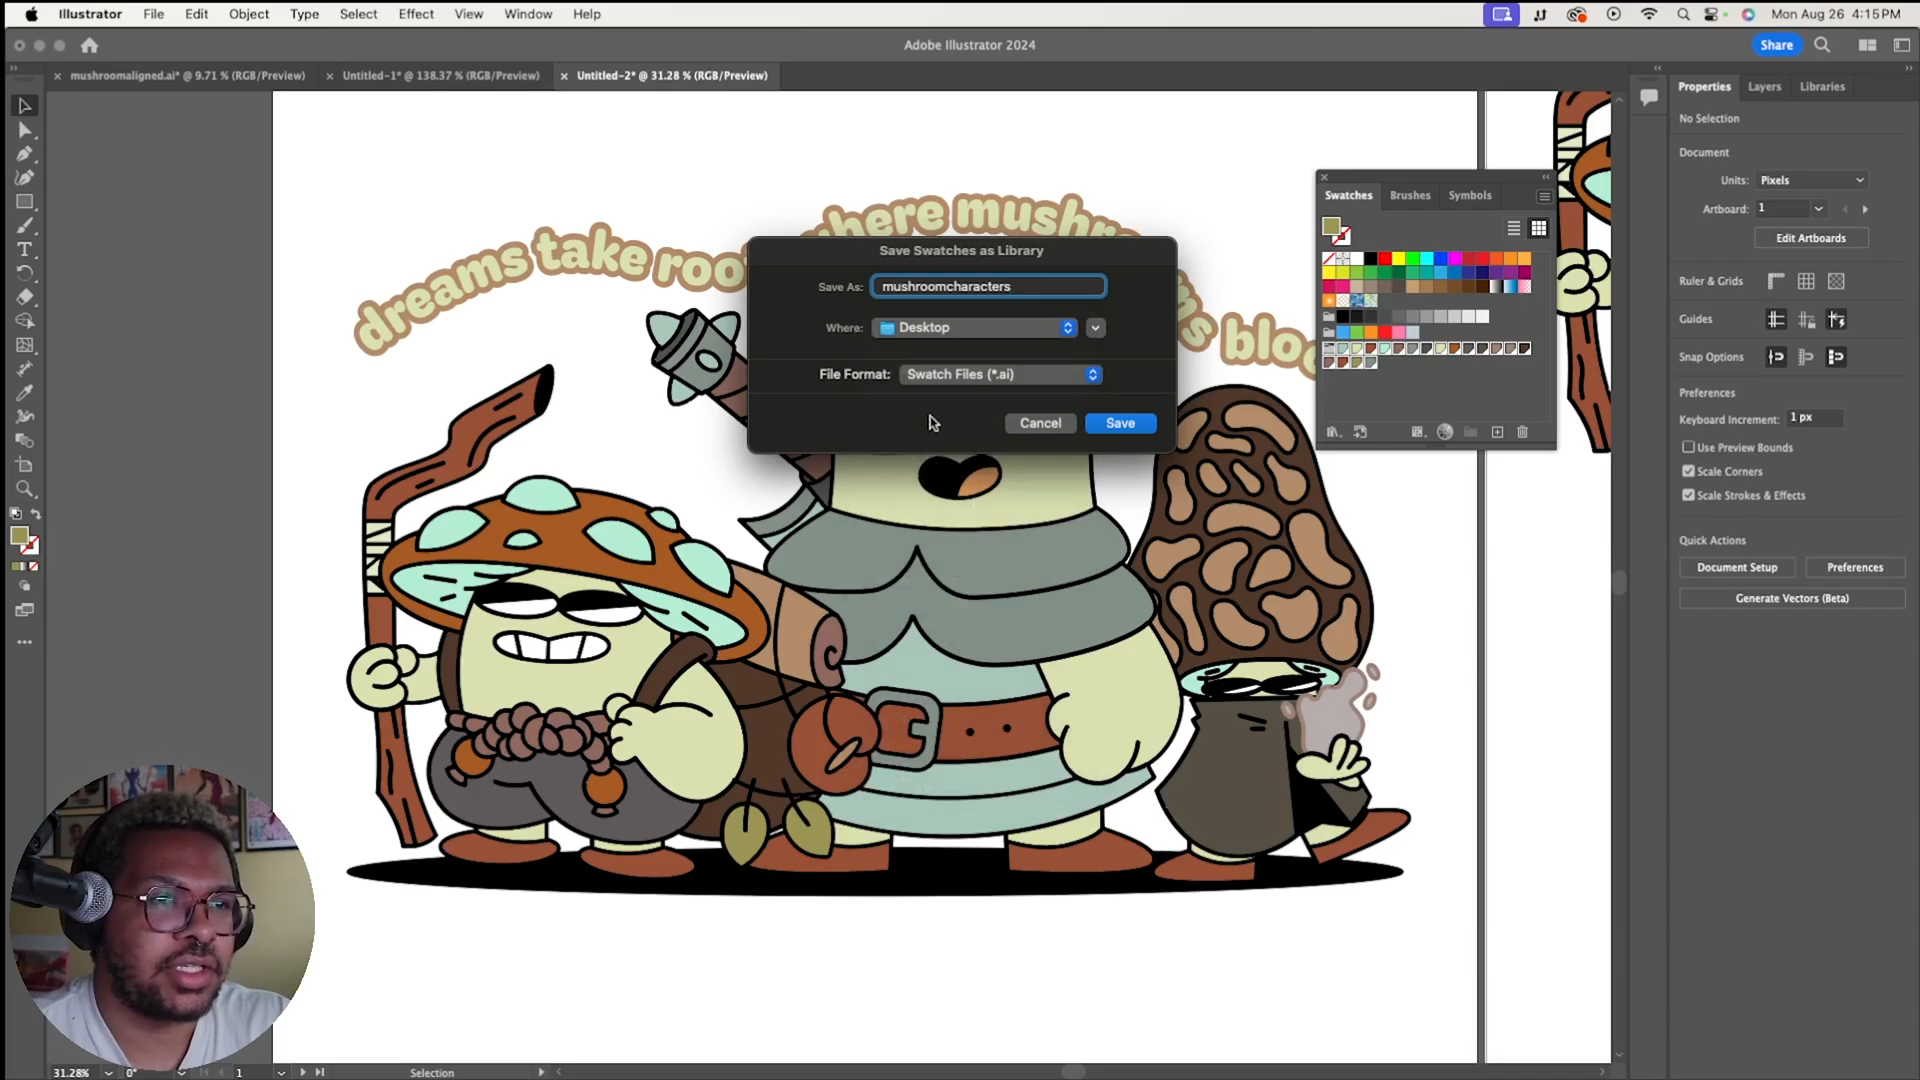 Illustrator File Edit Object Type Select Effect View Window Help
Mon Aug 26 4:15 PM
Adobe Illustrator 2024
Share
mushroomaligned.ai* @ 9.71 % (RGB/Preview)
Untitled-1* @ 138.37 % (RGB/Preview)
Untitled-2* @ 31.28 % (RGB/Preview)
Properties Layers Libraries
No Selection
Document
Units: Pixels
Artboard: 1
Edit Artboards
Ruler & Grids
Guides
Snap Options
Preferences
Keyboard Increment: 1 px
Use Preview Bounds
Scale Corners
Scale Strokes & Effects
Quick Actions
Document Setup Preferences
Generate Vectors (Beta)
Swatches Brushes Symbols
dreams take roo
here mushr
s bloo
Save Swatches as Library
Save As: mushroomcharacters
Where: Desktop
File Format: Swatch Files (*.ai)
Cancel Save
31.28% 0° 1 Selection